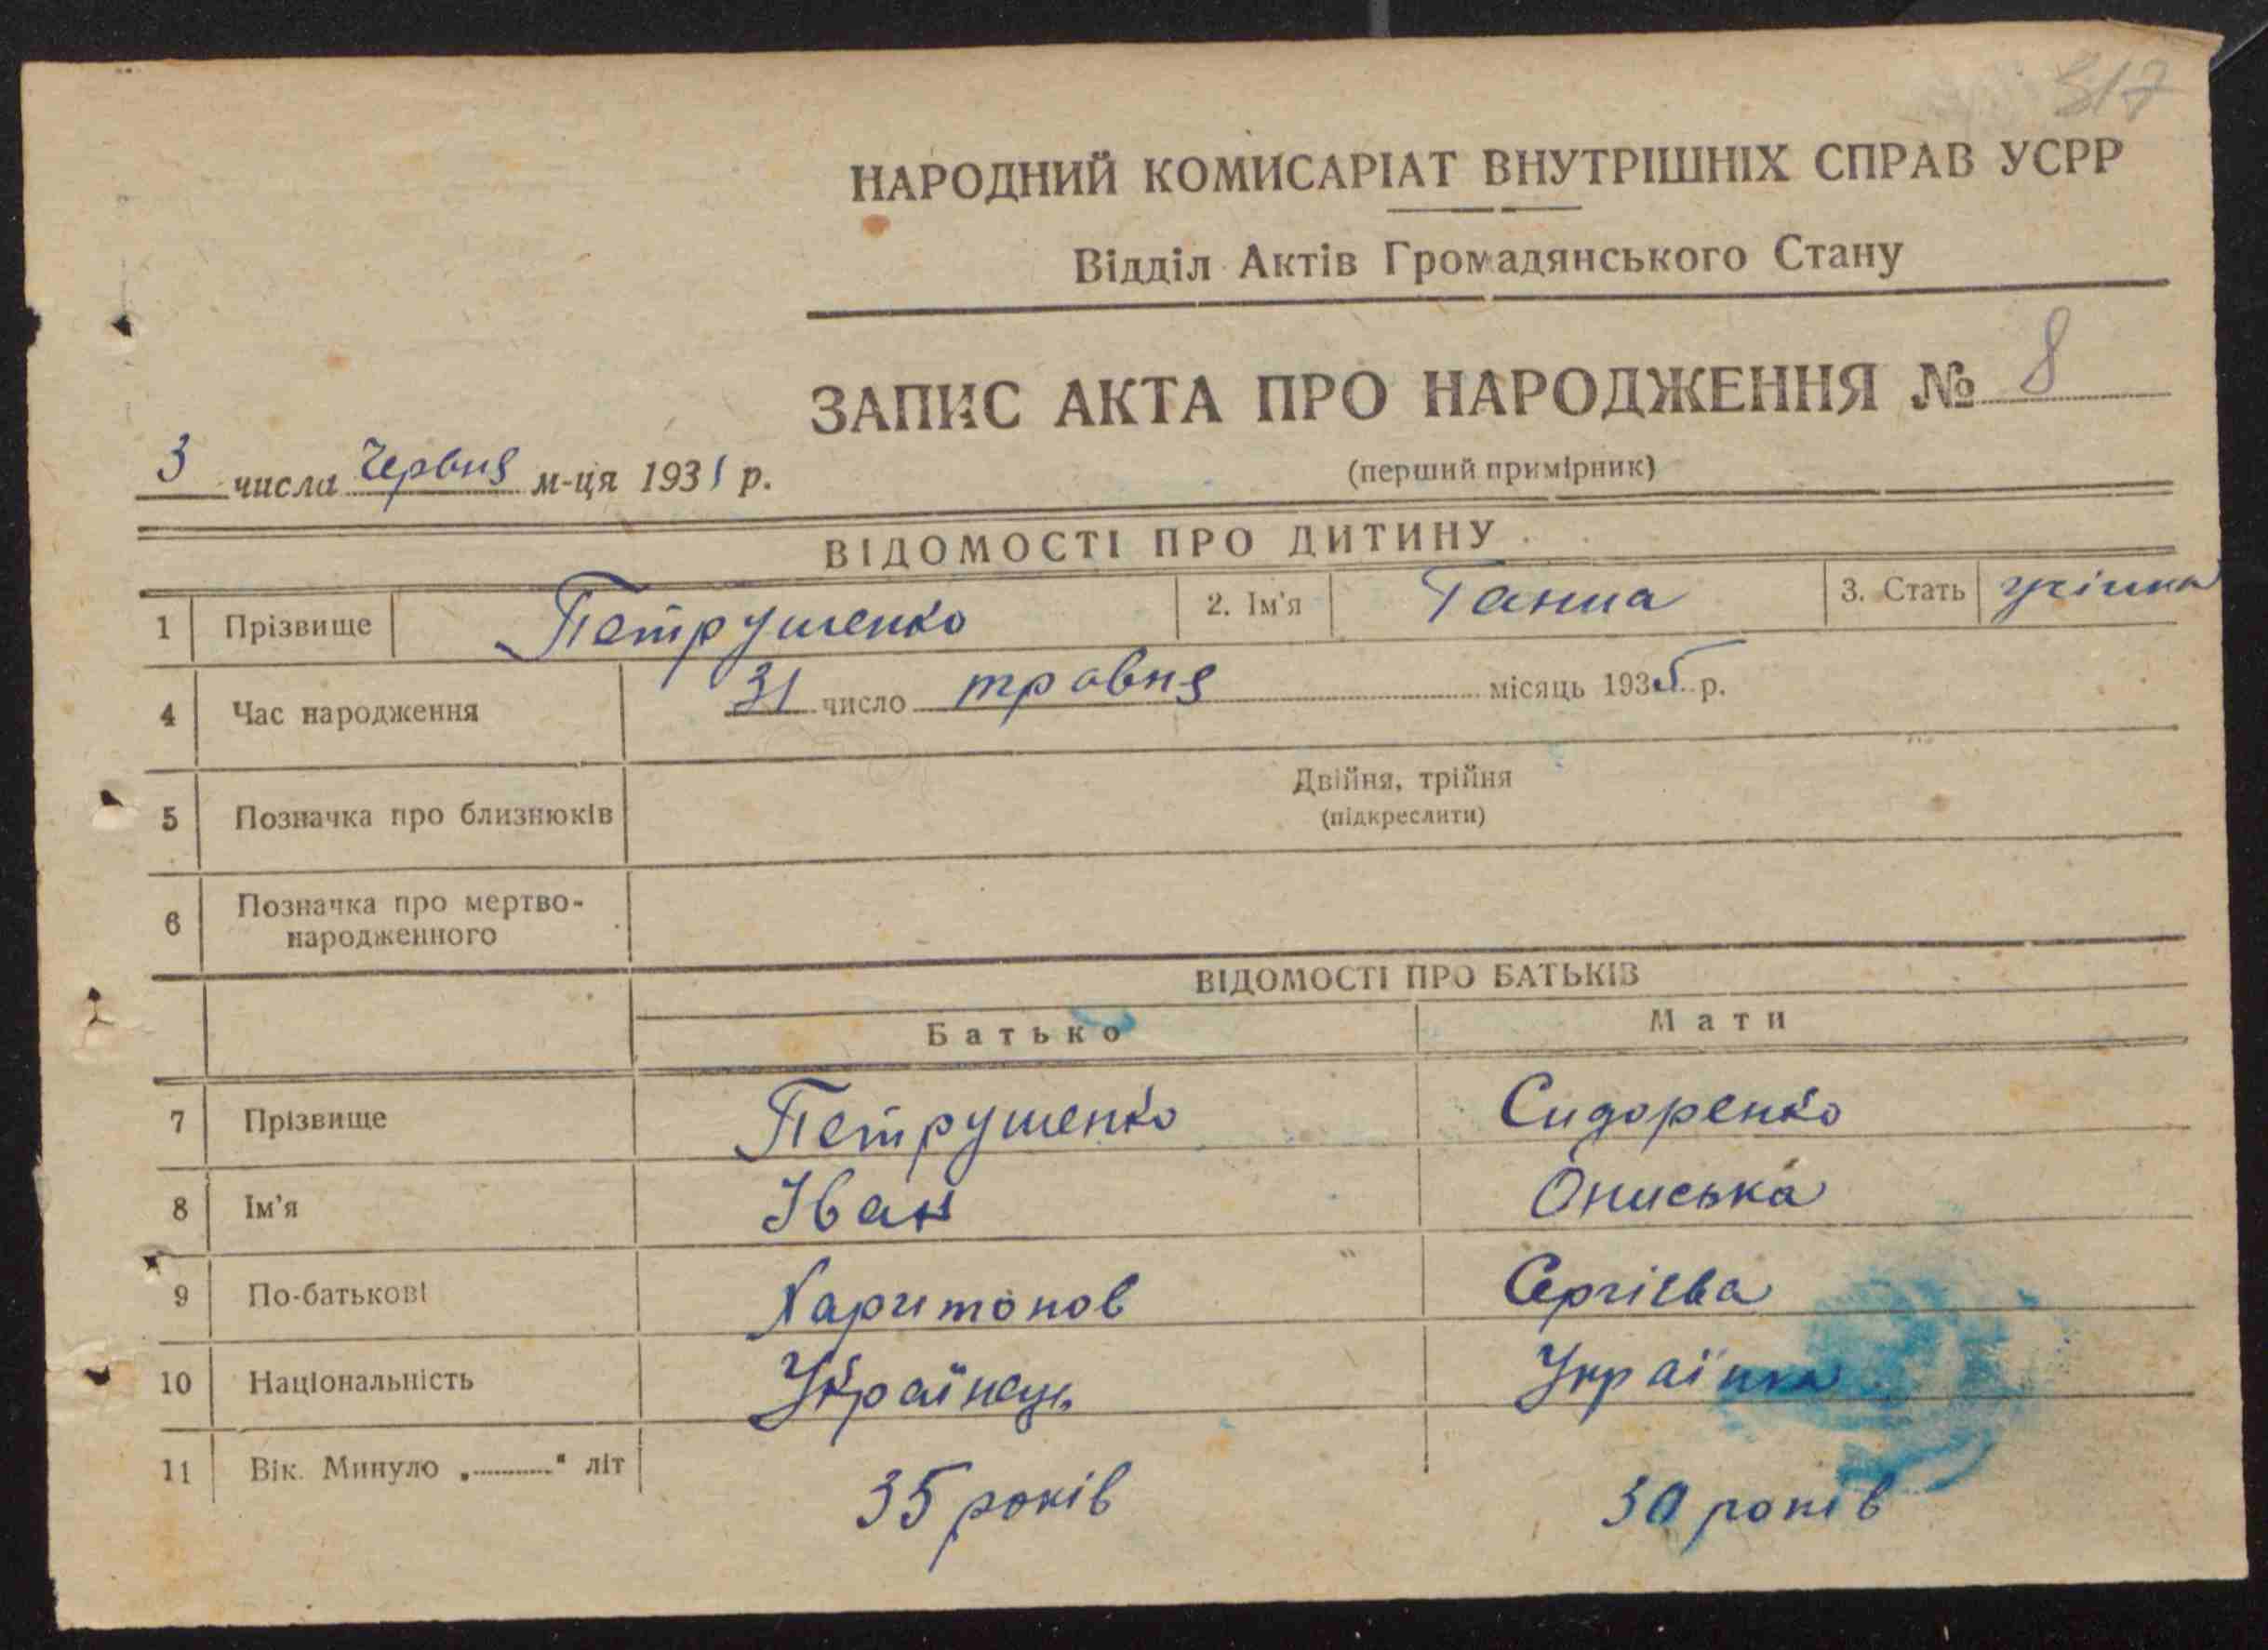 517
НАРОДНИЙ КОМИСАРІАТ ВНУТРІШНІХ СПРАВ УСРР
Відділ Актів Громадянського Стану
ЗАПИС АКТА ПРО НАРОДЖЕННЯ № 8
(перший примірник)
3 числа Червня м-ця 1935 р.
ВІДОМОСТІ ПРО ДИТИНУ
1 Прізвище Петрушенко 2. Ім'я Ганна 3. Стать жіноча
4 Час народження 31 число травня місяць 1935 р.
5 Позначка про близнюків Двійня, трійня
(підкреслити)
6 Позначка про мертво-
народженного
ВІДОМОСТІ ПРО БАТЬКІВ
Батько Мати
7 Прізвище Петрушенко Сидоренко
8 Ім'я Іван Ониська
9 По-батькові Харитонов Сергієва
10 Національність Українець Українка
11 Вік. Минуло „ " літ 35 років 30 років